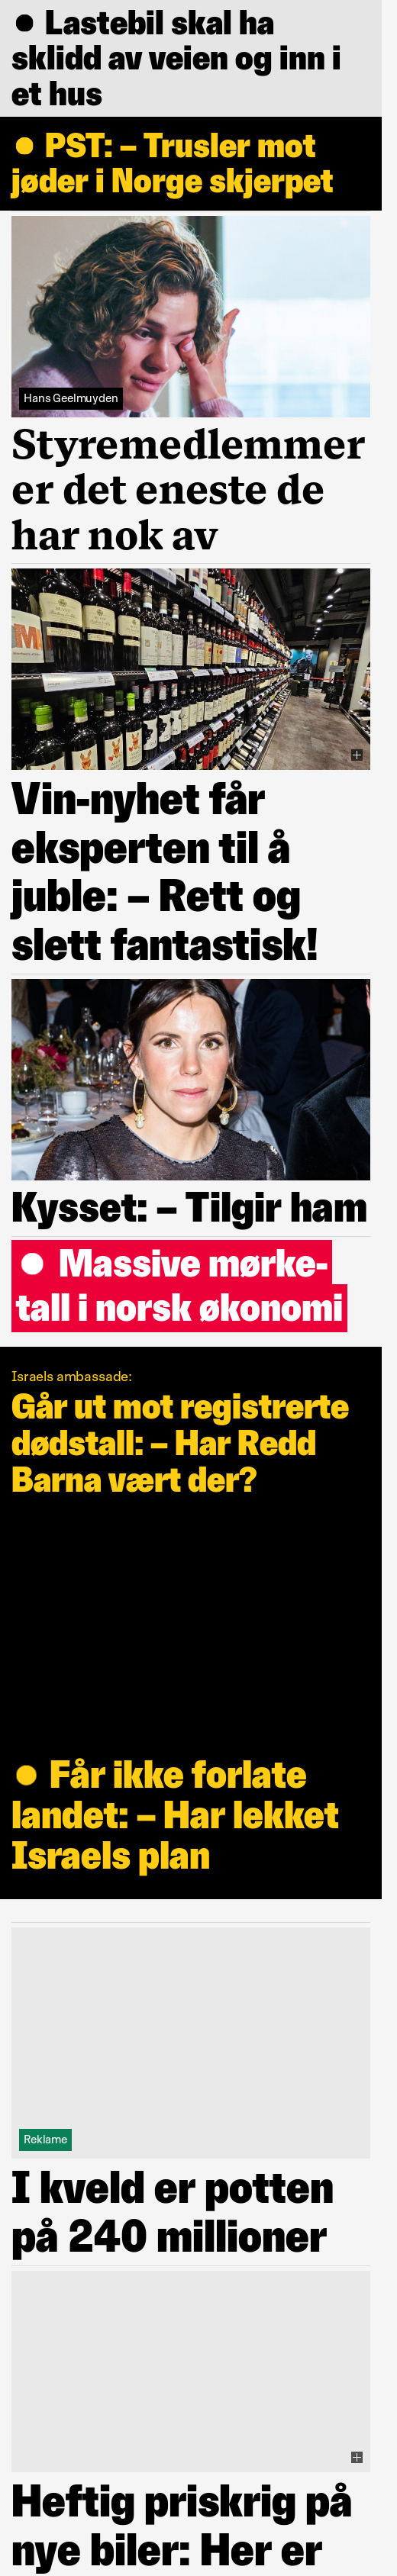 ● Lastebil skal ha
sklidd av veien og inn i
et hus
● PST: – Trusler mot
jøder i Norge skjerpet
Hans Geelmuyden
Styremedlemmer
er det eneste de
har nok av
Vin-nyhet får
eksperten til å
juble: – Rett og
slett fantastisk!
Kysset: – Tilgir ham
● Massive mørke-
tall i norsk økonomi
Israels ambassade:
Går ut mot registrerte
dødstall: – Har Redd
Barna vært der?
● Får ikke forlate
landet: – Har lekket
Israels plan
Reklame
I kveld er potten
på 240 millioner
Heftig priskrig på
nye biler: Her er